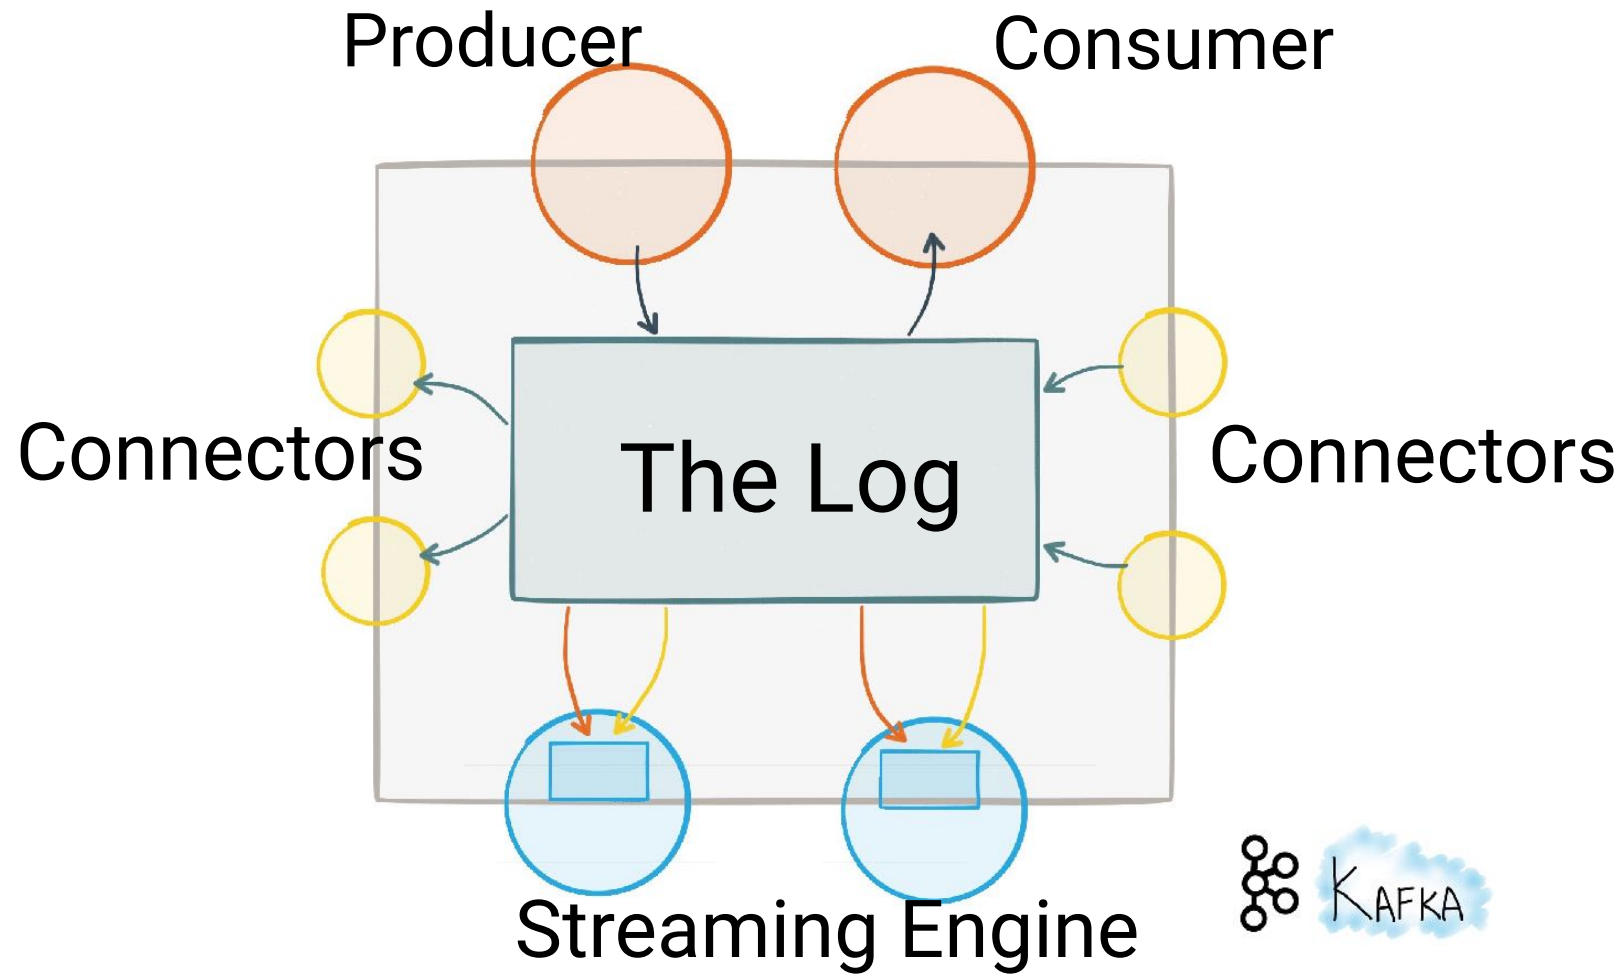 Producer
Consumer
Connectors
The Log
Connectors
Streaming Engine
KAFKA